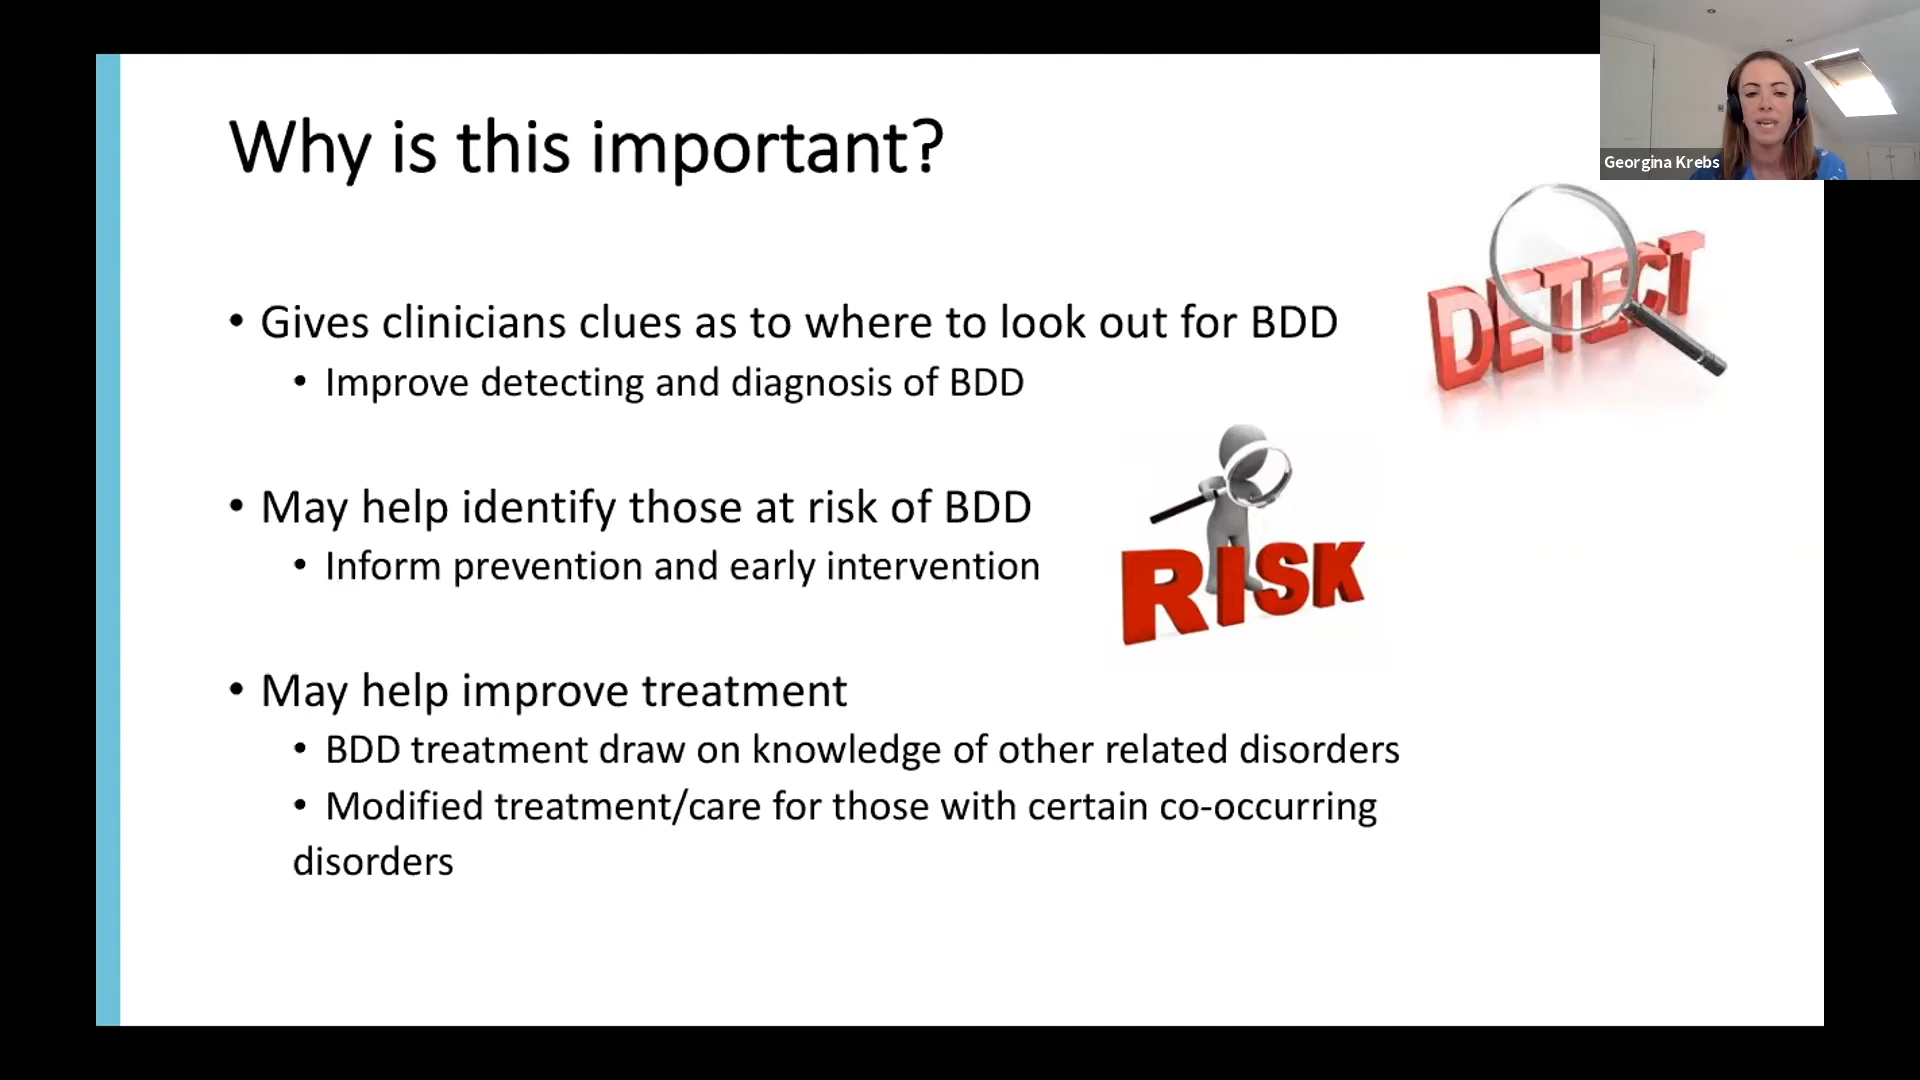 Why is this important?
Georgina Krebs
DETECT
• Gives clinicians clues as to where to look out for BDD
• Improve detecting and diagnosis of BDD
• May help identify those at risk of BDD
• Inform prevention and early intervention
RISK
• May help improve treatment
• BDD treatment draw on knowledge of other related disorders
• Modified treatment/care for those with certain co-occurring
disorders